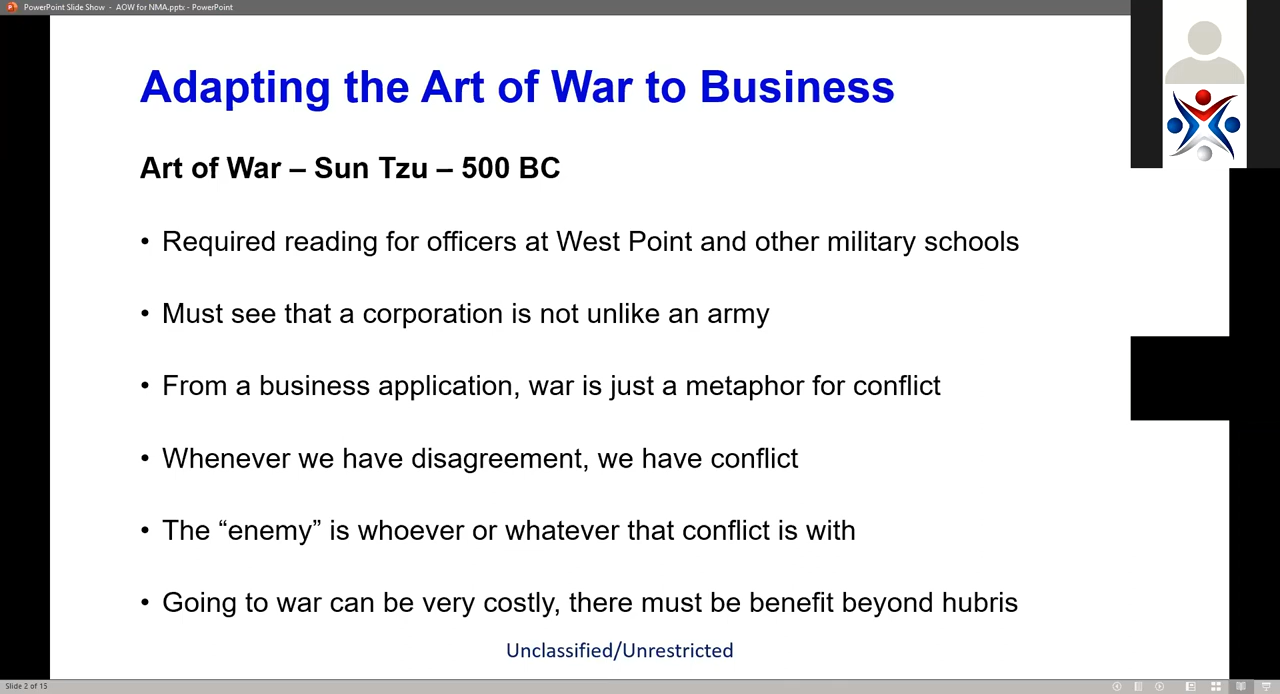 PowerPoint Slide Show - AOW for NMA.pptx - PowerPoint
Adapting the Art of War to Business
Art of War – Sun Tzu – 500 BC
• Required reading for officers at West Point and other military schools
• Must see that a corporation is not unlike an army
• From a business application, war is just a metaphor for conflict
• Whenever we have disagreement, we have conflict
• The “enemy” is whoever or whatever that conflict is with
• Going to war can be very costly, there must be benefit beyond hubris
Unclassified/Unrestricted
Slide 2 of 15